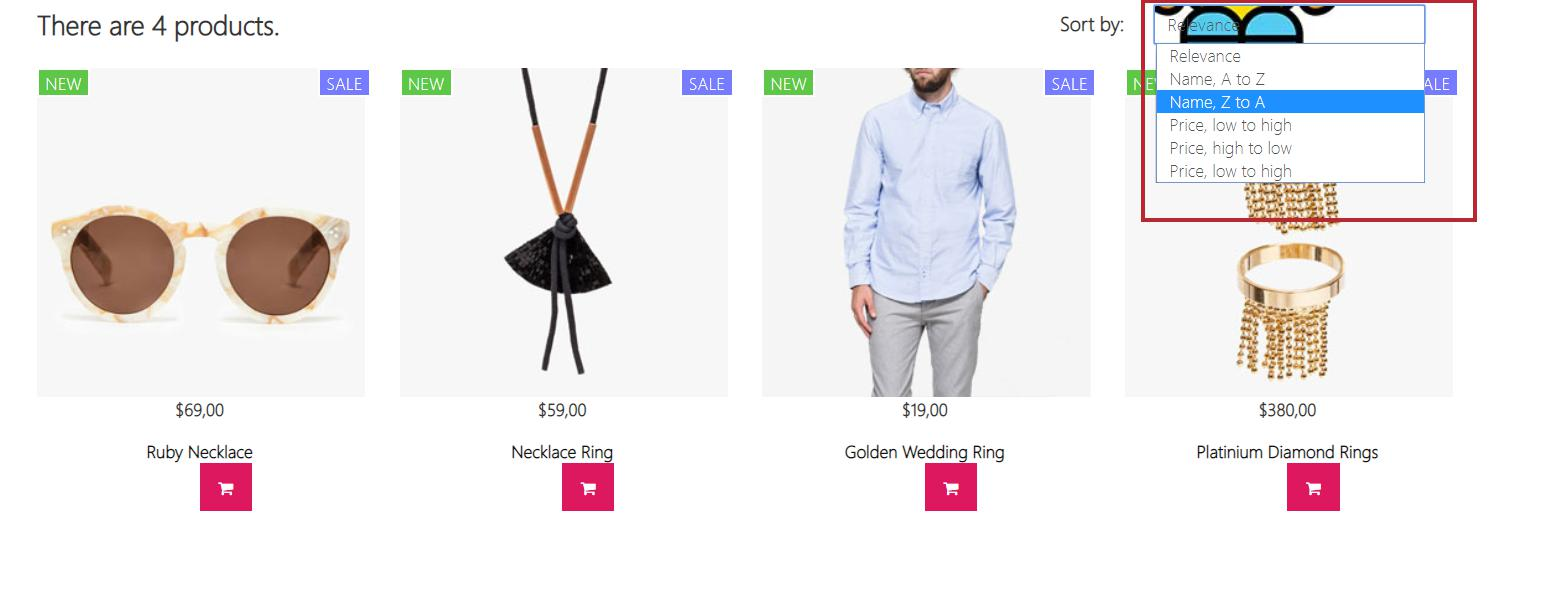 There are 4 products.
Sort by:
Relevance
Relevance
Name, A to Z
Name, Z to A
Price, low to high
Price, high to low
Price, low to high
NEW
SALE
NEW
SALE
NEW
SALE
NE
ALE
$69,00
$59,00
$19,00
$380,00
Ruby Necklace
Necklace Ring
Golden Wedding Ring
Platinium Diamond Rings